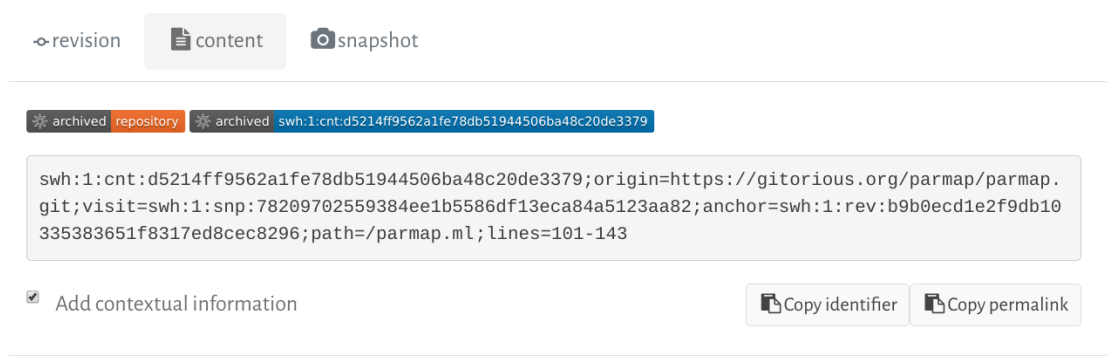 revision content snapshot
archived repository archived swh:1:cnt:d5214ff9562a1fe78db51944506ba48c20de3379
swh:1:cnt:d5214ff9562a1fe78db51944506ba48c20de3379;origin=https://gitorious.org/parmap/parmap.
git;visit=swh:1:snp:78209702559384ee1b5586df13eca84a5123aa82;anchor=swh:1:rev:b9b0ecd1e2f9db10
335383651f8317ed8cec8296;path=/parmap.ml;lines=101-143
Add contextual information Copy identifier Copy permalink